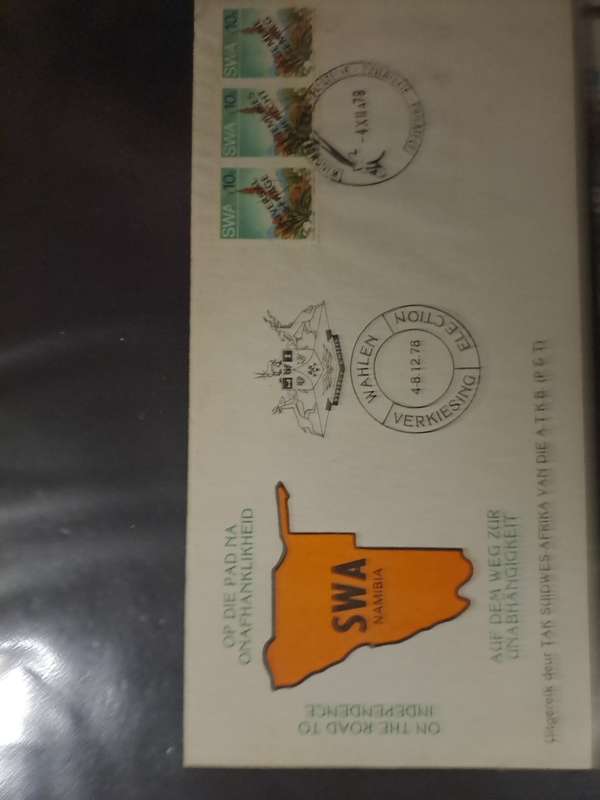 OP DIE PAD NA
ONAFHANKLIKHEID
ON THE ROAD TO
INDEPENDENCE
SWA
NAMIBIA
AUF DEM WEG ZUR
UNABHÄNGIGKEIT
Uitgereik deur TAK SUIDWES AFRIKA VAN DIE A T K B (P & T)
WAHLEN
ELECTION
VERKIESING
4-8.12.78
SWA 10c
SWA 10c
SWA 10c
-4 XII 78